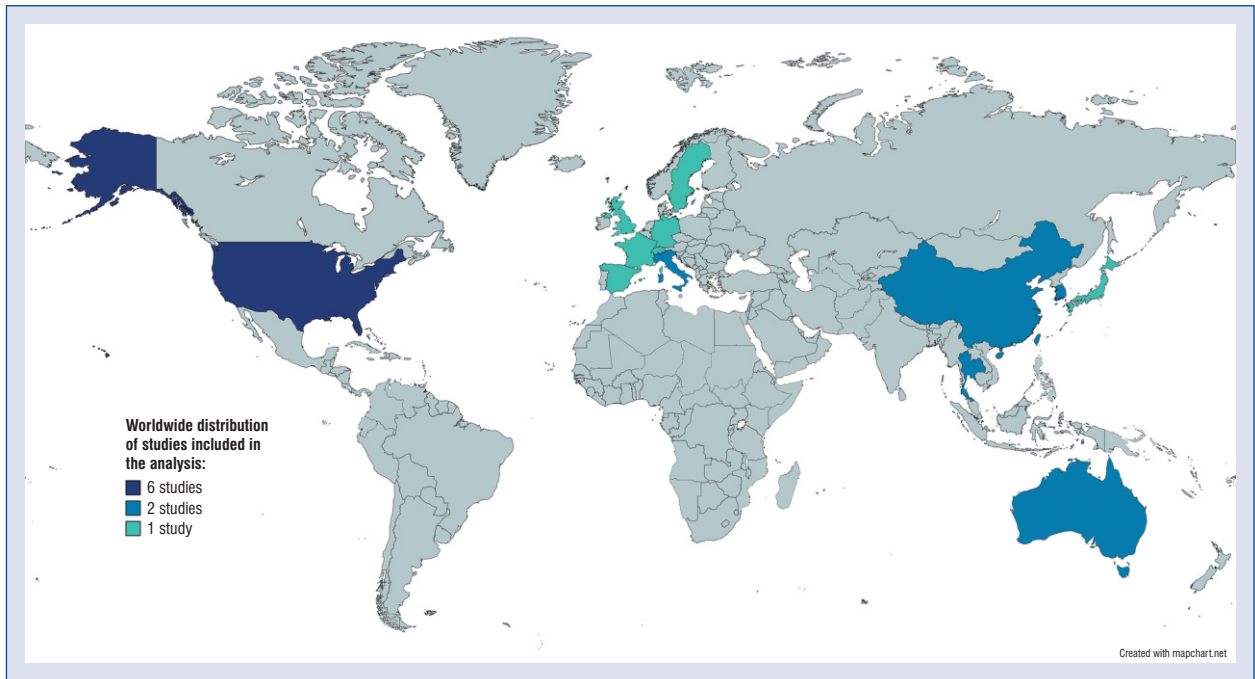 Worldwide distribution
of studies included in
the analysis:
6 studies
2 studies
1 study
Created with mapchart.net